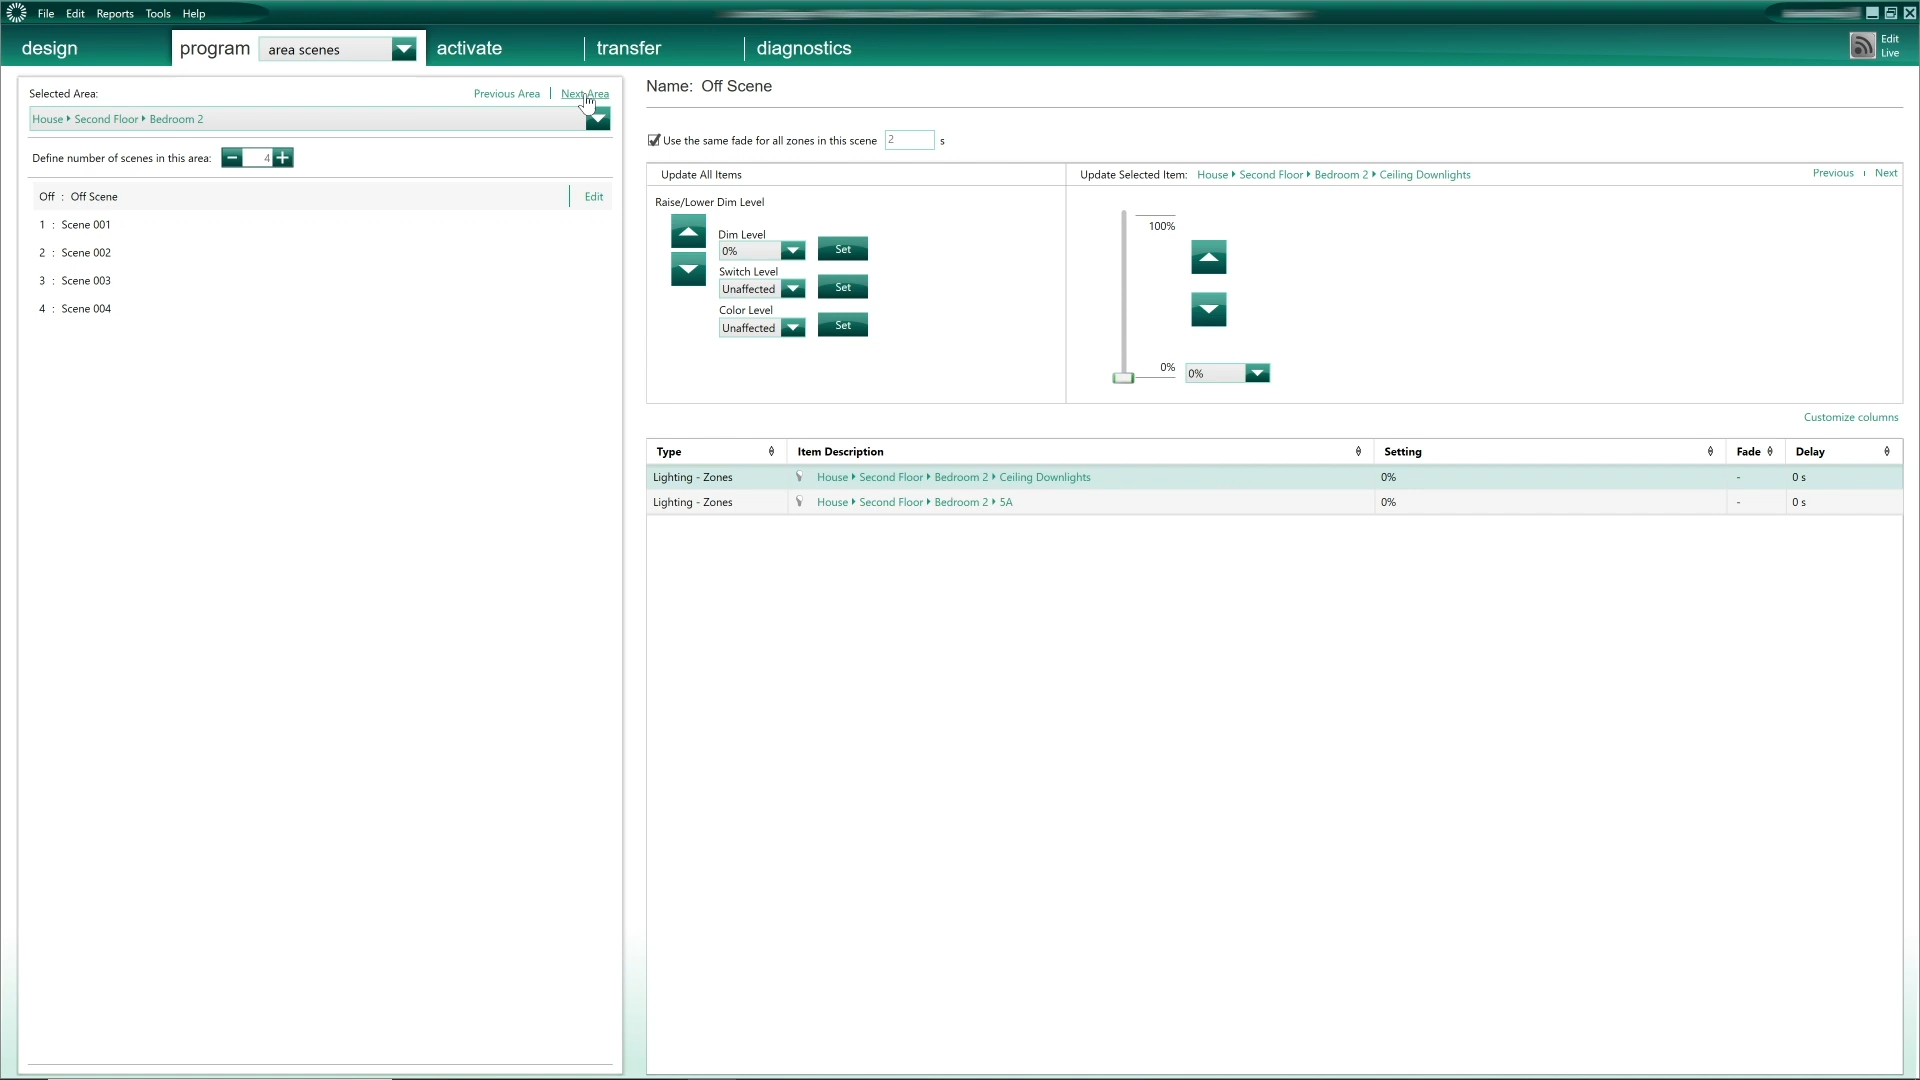 File Edit Reports Tools Help
design program area scenes activate transfer diagnostics Edit Live
Selected Area: Previous Area Next Area
House Second Floor Bedroom 2
Define number of scenes in this area: 4
Off : Off Scene Edit
1 : Scene 001
2 : Scene 002
3 : Scene 003
4 : Scene 004
Name: Off Scene
Use the same fade for all zones in this scene 2 s
Update All Items
Raise/Lower Dim Level
Dim Level
0% Set
Switch Level
Unaffected Set
Color Level
Unaffected Set
Update Selected Item: House Second Floor Bedroom 2 Ceiling Downlights Previous Next
100%
0% 0%
Customize columns
Type Item Description Setting Fade Delay
Lighting - Zones House Second Floor Bedroom 2 Ceiling Downlights 0% - 0 s
Lighting - Zones House Second Floor Bedroom 2 5A 0% - 0 s